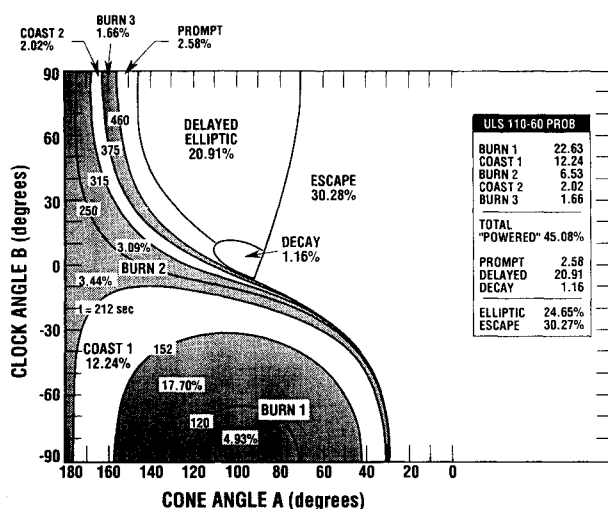 BURN 3
1.66%
COAST 2
2.02%
PROMPT
2.58%
90
60
30
0
-30
-60
-90
CLOCK ANGLE B (degrees)
460
375
315
250
DELAYED
ELLIPTIC
20.91%
ESCAPE
30.28%
DECAY
1.16%
3.09%
BURN 2
3.44%
t = 212 sec
COAST 1
12.24%
152
17.70%
BURN 1
120
4.93%
180 160 140 120 100 80 60 40 20 0
CONE ANGLE A (degrees)
ULS 110-60 PROB
BURN 1 22.63
COAST 1 12.24
BURN 2 6.53
COAST 2 2.02
BURN 3 1.66
TOTAL
"POWERED" 45.08%
PROMPT 2.58
DELAYED 20.91
DECAY 1.16
ELLIPTIC 24.65%
ESCAPE 30.27%